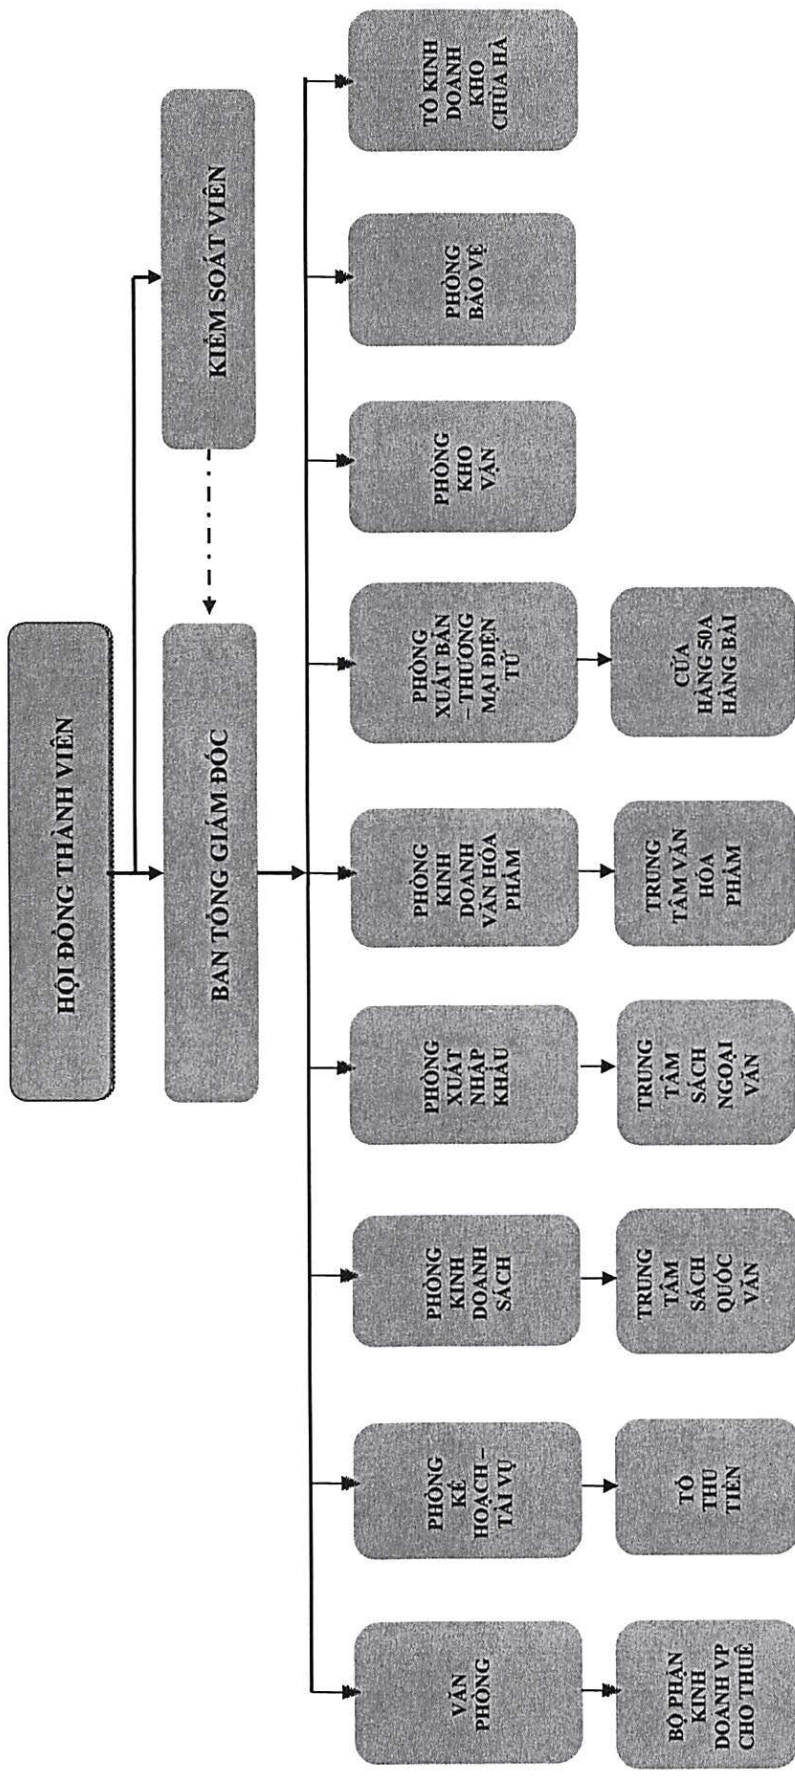 HỘI ĐỒNG THÀNH VIÊN
BAN TỔNG GIÁM ĐỐC
KIỂM SOÁT VIÊN
VĂN
PHÒNG
PHÒNG
KẾ
HOẠCH –
TÀI VỤ
PHÒNG
KINH
DOANH
SÁCH
PHÒNG
XUẤT
NHẬP
KHẨU
PHÒNG
KINH
DOANH
VĂN HÓA
PHẨM
PHÒNG
XUẤT BẢN
– THƯƠNG
MẠI ĐIỆN
TỬ
PHÒNG
KHO
VẬN
PHÒNG
BẢO VỆ
TỔ KINH
DOANH
KHO
CHÙA HÀ
BỘ PHẬN
KINH
DOANH VP
CHO THUÊ
TỔ
THU
TIỀN
TRUNG
TÂM
SÁCH
QUỐC
VĂN
TRUNG
TÂM
SÁCH
NGOẠI
VĂN
TRUNG
TÂM VĂN
HÓA
PHẨM
CỬA
HÀNG 50A
HÀNG BÀI